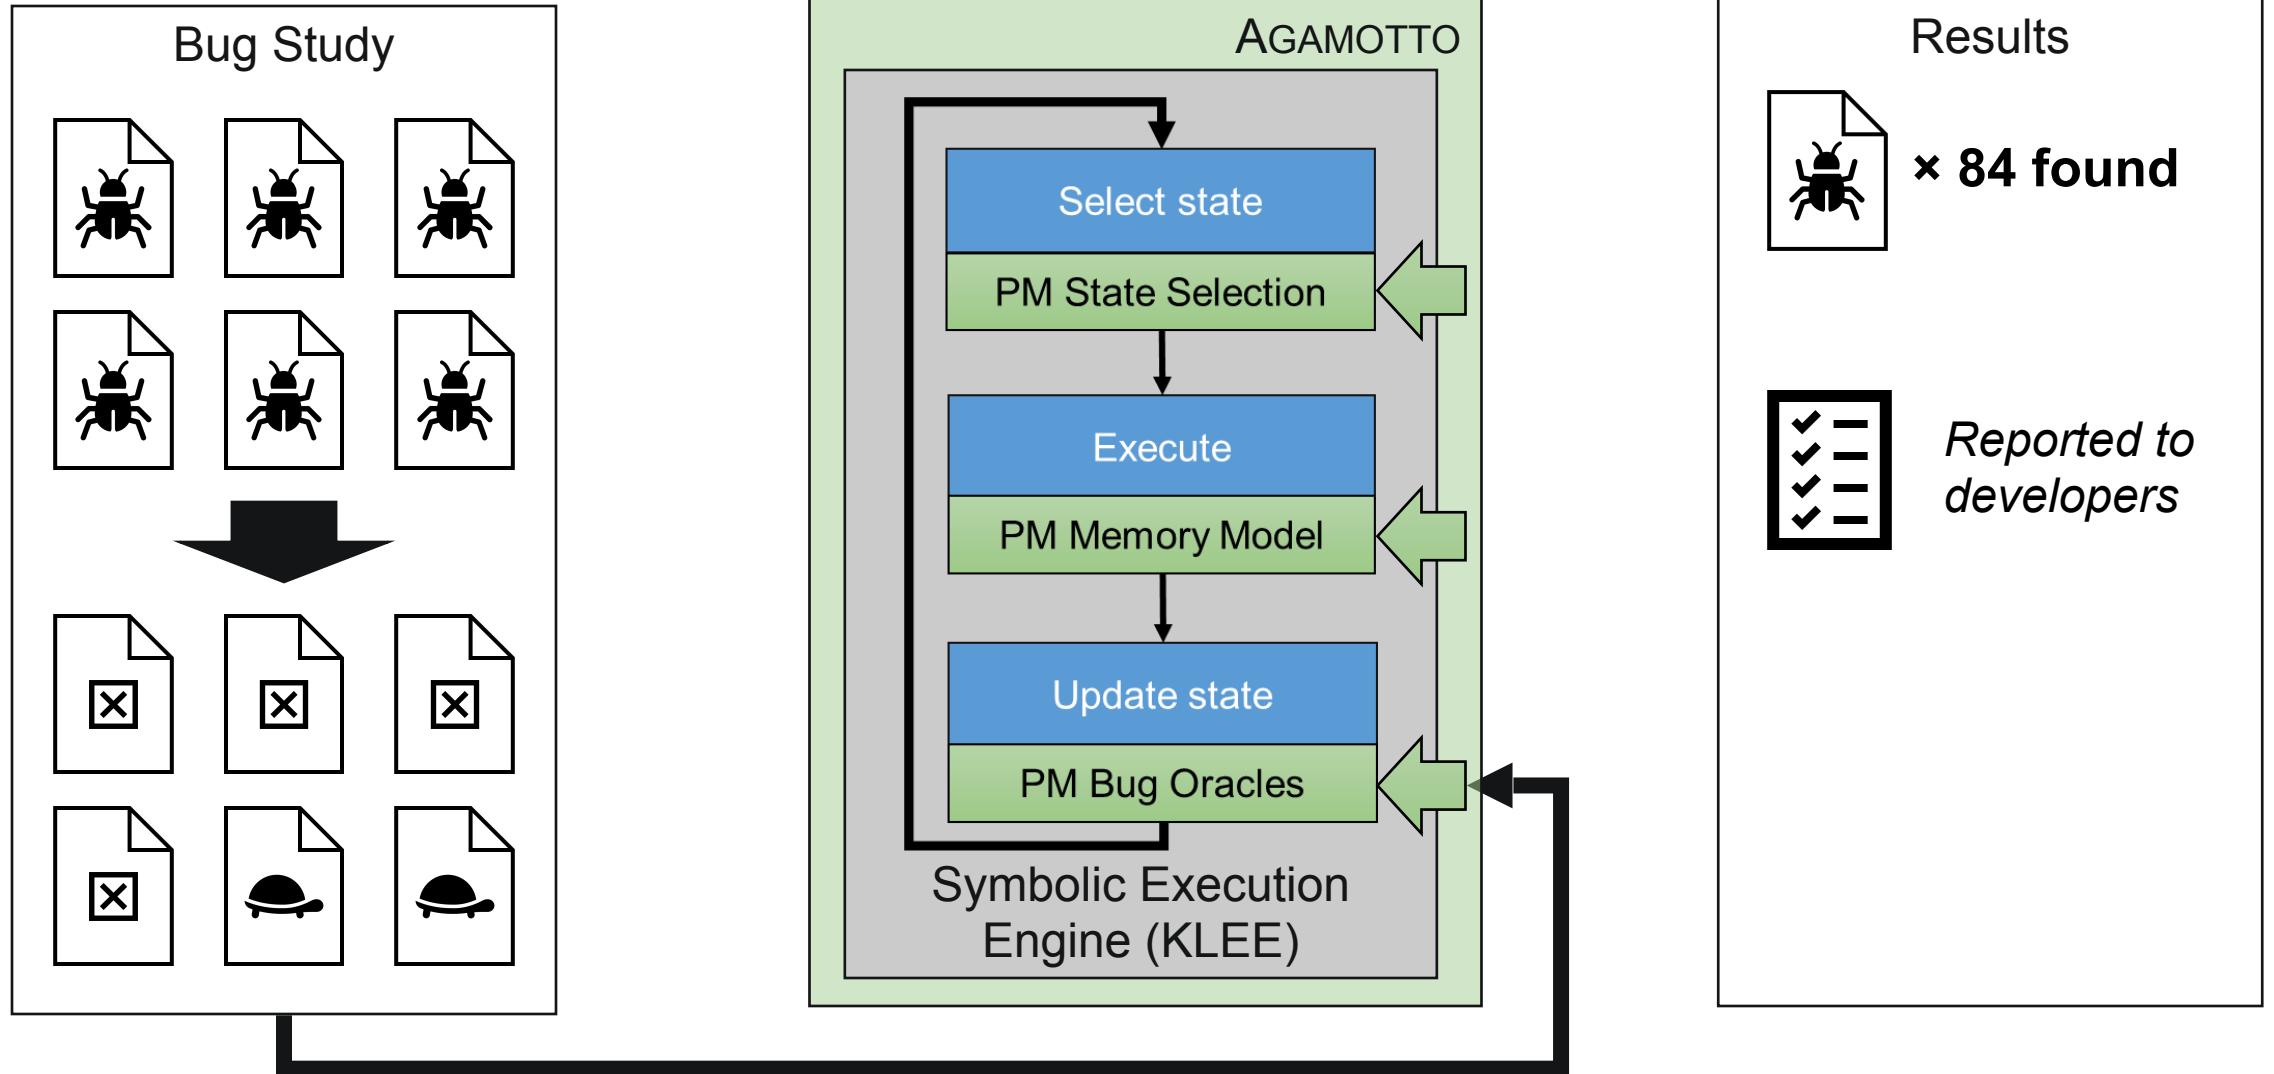 Bug Study
AGAMOTTO
Select state
PM State Selection
Execute
PM Memory Model
Update state
PM Bug Oracles
Symbolic Execution
Engine (KLEE)
Results
× 84 found
Reported to
developers